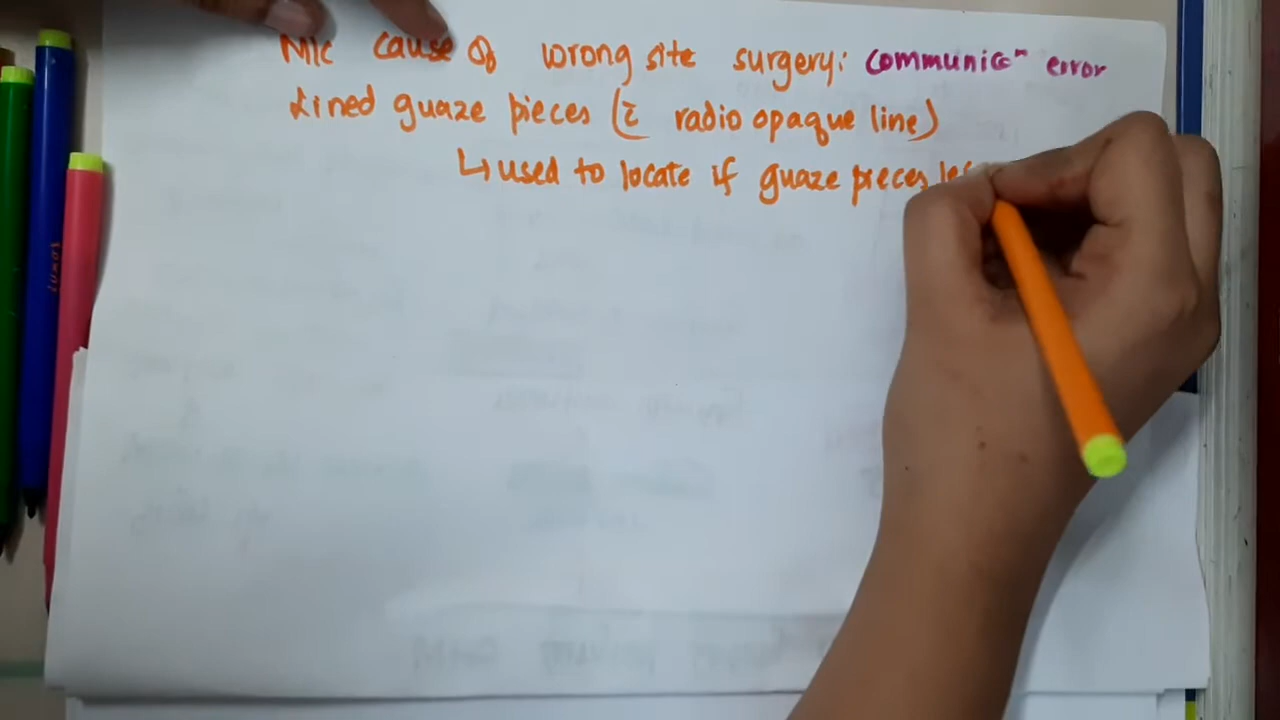 M/c cause of wrong site surgery: communicⁿ error
Lined guaze pieces (c̄ radio opaque line)
↳ used to locate if guaze pieces